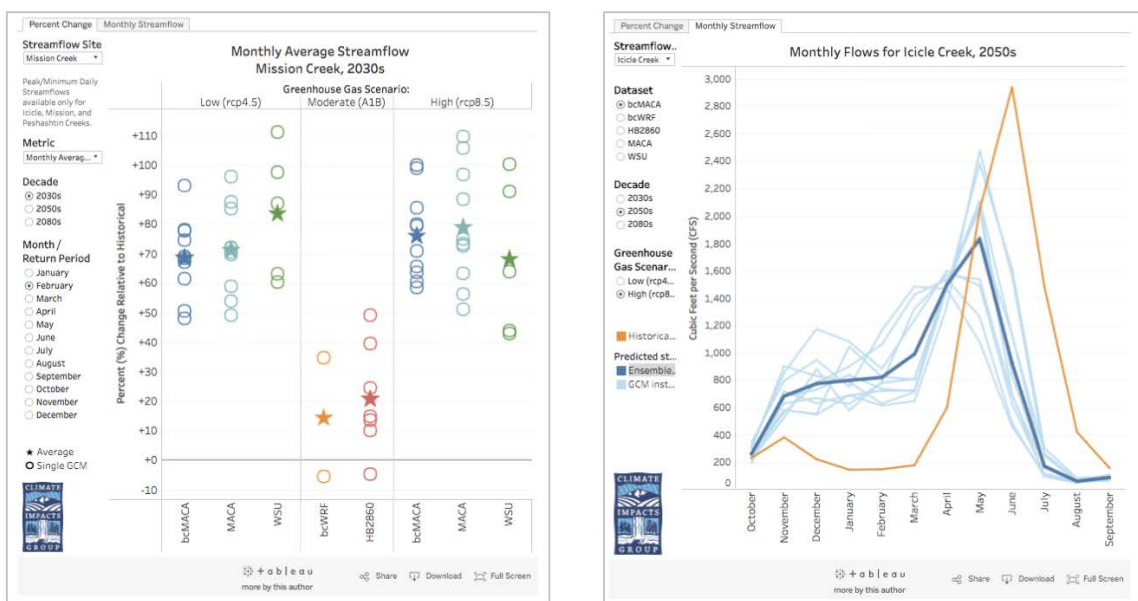 Percent Change
Monthly Streamflow
Streamflow Site
Mission Creek
Peak/Minimum Daily
Streamflows
available only for
Icicle, Mission, and
Peshashtin Creeks.
Metric
Monthly Averag...
Decade
2030s
2050s
2080s
Month /
Return Period
January
February
March
April
May
June
July
August
September
October
November
December
Average
Single GCM
CLIMATE
IMPACTS
GROUP
Monthly Average Streamflow
Mission Creek, 2030s
Greenhouse Gas Scenario:
Low (rcp4.5)
Moderate (A1B)
High (rcp8.5)
Percent (%) Change Relative to Historical
+110
+100
+90
+80
+70
+60
+50
+40
+30
+20
+10
+0
-10
bcMACA
MACA
WSU
bcWRF
HB2860
bcMACA
MACA
WSU
+ableau
more by this author
Share
Download
Full Screen
Percent Change
Monthly Streamflow
Streamflow..
Icicle Creek
Dataset
bcMACA
bcWRF
HB2860
MACA
WSU
Decade
2030s
2050s
2080s
Greenhouse
Gas Scenar...
Low (rcp4...
High (rcp8..
Historica...
Predicted st...
Ensemble..
GCM inst...
CLIMATE
IMPACTS
GROUP
Monthly Flows for Icicle Creek, 2050s
Cubic Feet per Second (CFS)
3,000
2,800
2,600
2,400
2,200
2,000
1,800
1,600
1,400
1,200
1,000
800
600
400
200
0
October
November
December
January
February
March
April
May
June
July
August
September
+ableau
more by this author
Share
Download
Full Screen